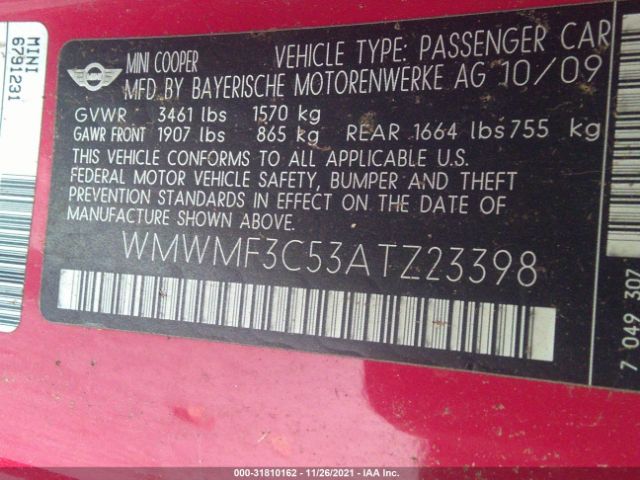 MINI
6791231
MINI
MINI COOPER
VEHICLE TYPE: PASSENGER CAR
MFD. BY BAYERISCHE MOTORENWERKE AG 10/09
GVWR 3461 lbs 1570 kg
GAWR FRONT 1907 lbs 865 kg REAR 1664 lbs 755 kg
THIS VEHICLE CONFORMS TO ALL APPLICABLE U.S.
FEDERAL MOTOR VEHICLE SAFETY, BUMPER AND THEFT
PREVENTION STANDARDS IN EFFECT ON THE DATE OF
MANUFACTURE SHOWN ABOVE.
WMWMF3C53ATZ23398
7 049 307
000-31810162 - 11/26/2021 - IAA Inc.